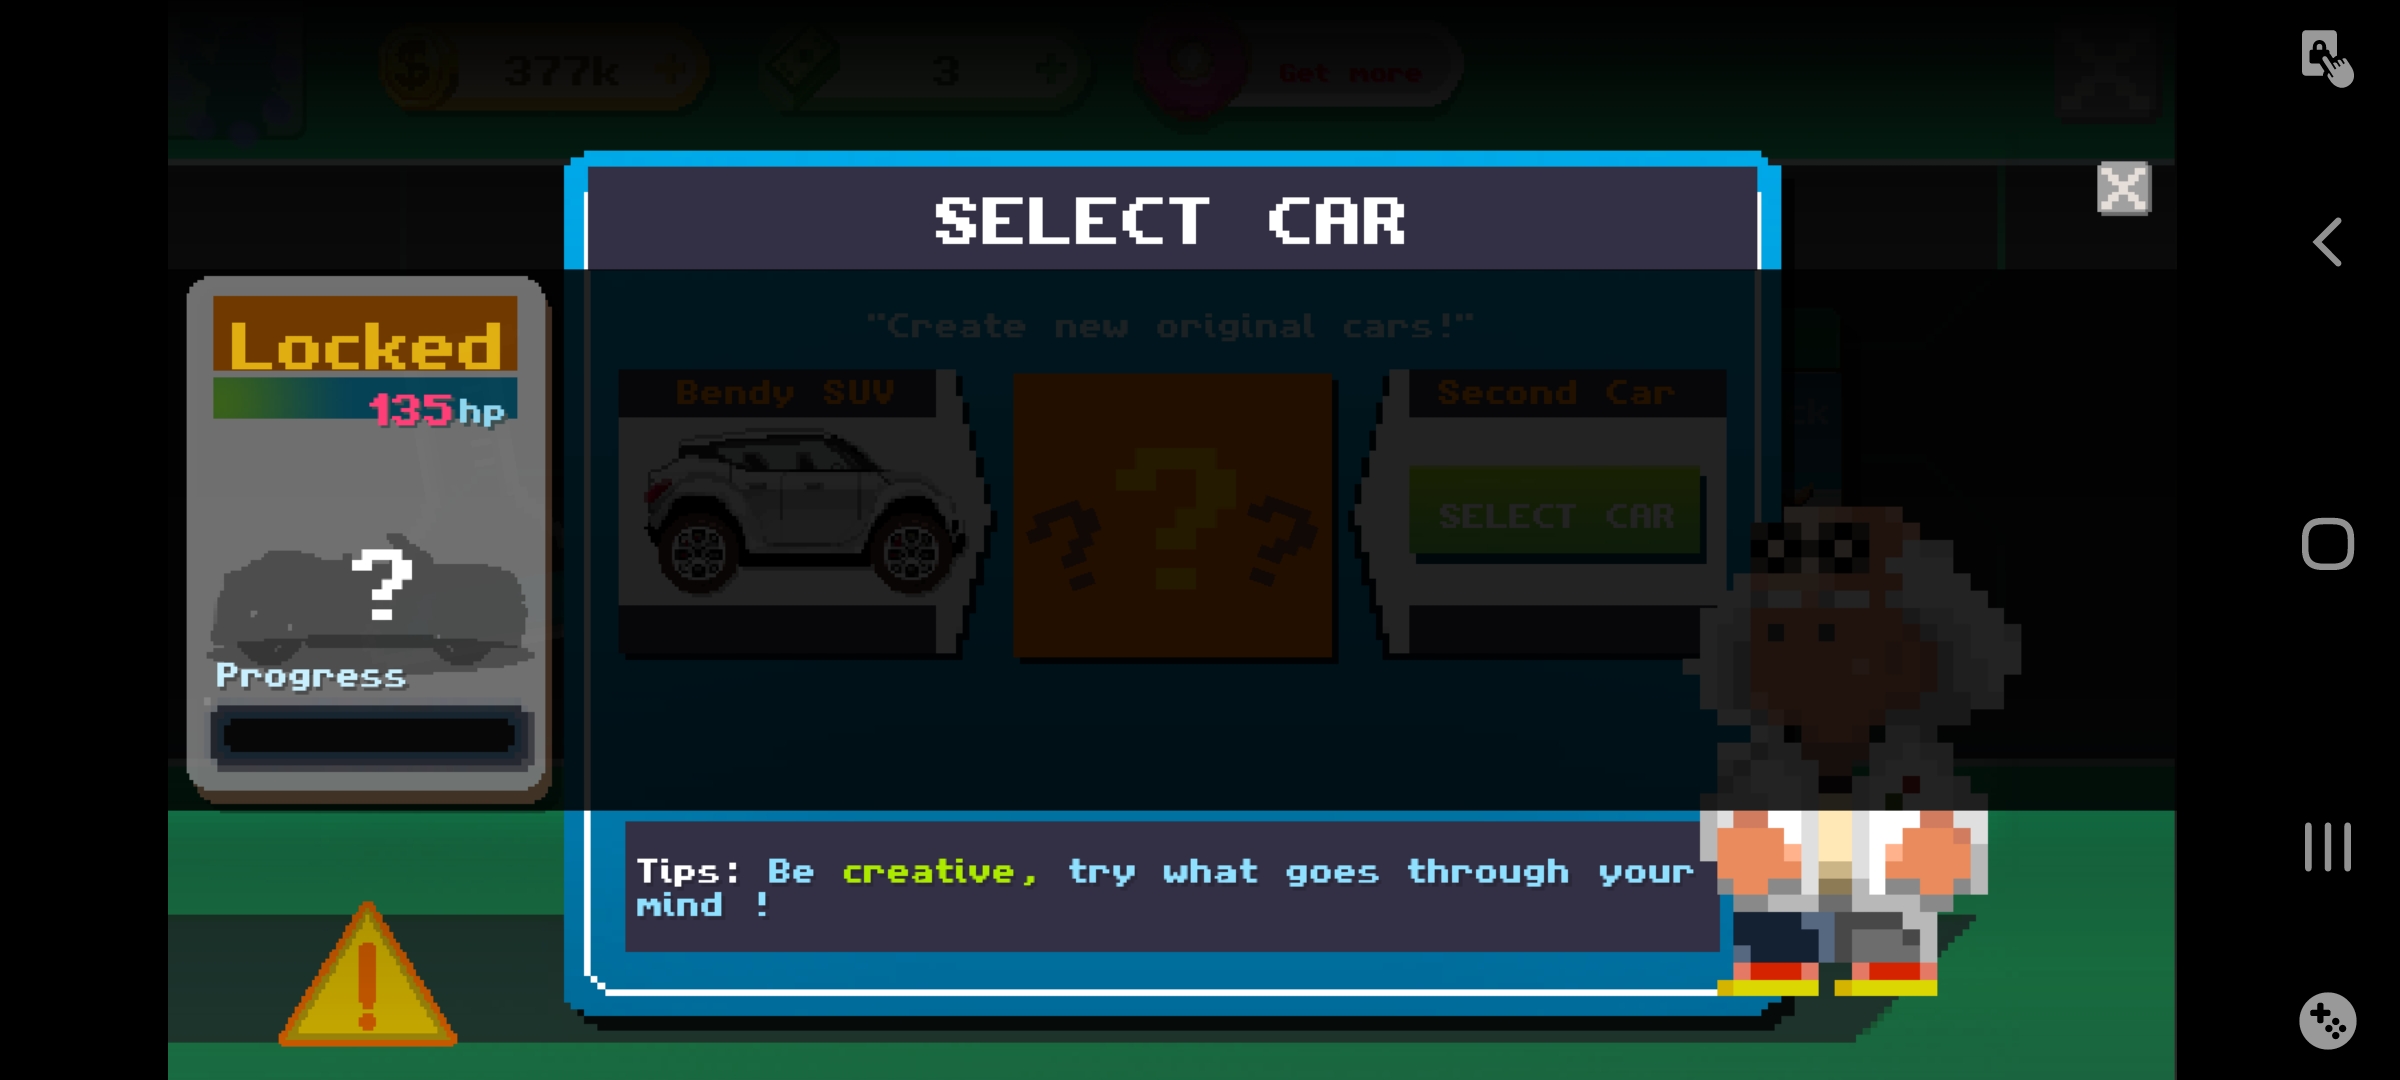 377k
3
Get more
SELECT CAR
Locked
135hp
?
Progress
"Create new original cars!"
Bendy SUV
? ? ?
Second Car
SELECT CAR
Tips: Be creative, try what goes through your
mind !